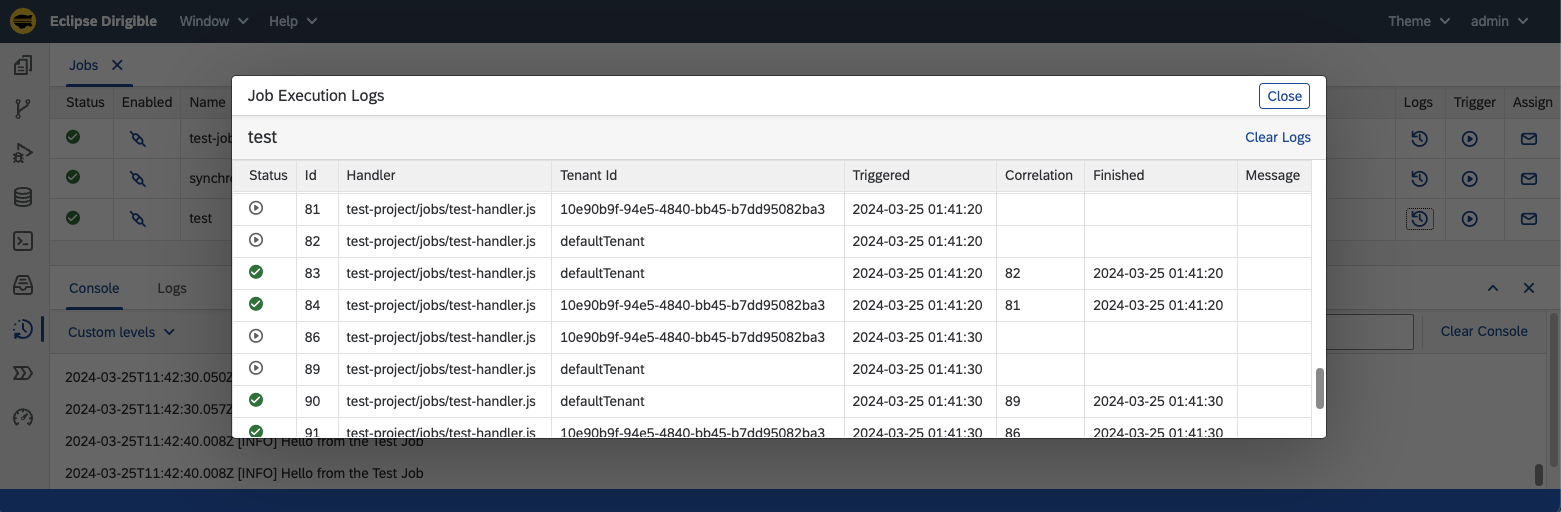 Eclipse Dirigible Window Help Theme admin
Jobs
Status Enabled Name Logs Trigger Assign
test-job
synchro
test
Job Execution Logs Close
test Clear Logs
Status Id Handler Tenant Id Triggered Correlation Finished Message
81 test-project/jobs/test-handler.js 10e90b9f-94e5-4840-bb45-b7dd95082ba3 2024-03-25 01:41:20
82 test-project/jobs/test-handler.js defaultTenant 2024-03-25 01:41:20
83 test-project/jobs/test-handler.js defaultTenant 2024-03-25 01:41:20 82 2024-03-25 01:41:20
84 test-project/jobs/test-handler.js 10e90b9f-94e5-4840-bb45-b7dd95082ba3 2024-03-25 01:41:20 81 2024-03-25 01:41:20
86 test-project/jobs/test-handler.js 10e90b9f-94e5-4840-bb45-b7dd95082ba3 2024-03-25 01:41:30
89 test-project/jobs/test-handler.js defaultTenant 2024-03-25 01:41:30
90 test-project/jobs/test-handler.js defaultTenant 2024-03-25 01:41:30 89 2024-03-25 01:41:30
91 test-project/jobs/test-handler.js 10e90b9f-94e5-4840-bb45-b7dd95082ba3 2024-03-25 01:41:30 86 2024-03-25 01:41:30
Console Logs
Custom levels Clear Console
2024-03-25T11:42:30.050Z
2024-03-25T11:42:30.057Z
2024-03-25T11:42:40.008Z [INFO] Hello from the Test Job
2024-03-25T11:42:40.008Z [INFO] Hello from the Test Job